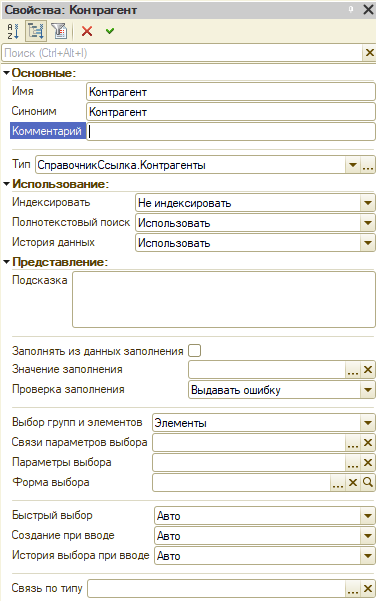 Свойства: Контрагент
Поиск (Ctrl+Alt+I)
Основные:
Имя Контрагент
Синоним Контрагент
Комментарий
Тип СправочникСсылка.Контрагенты
Использование:
Индексировать Не индексировать
Полнотекстовый поиск Использовать
История данных Использовать
Представление:
Подсказка
Заполнять из данных заполнения
Значение заполнения
Проверка заполнения Выдавать ошибку
Выбор групп и элементов Элементы
Связи параметров выбора
Параметры выбора
Форма выбора
Быстрый выбор Авто
Создание при вводе Авто
История выбора при вводе Авто
Связь по типу